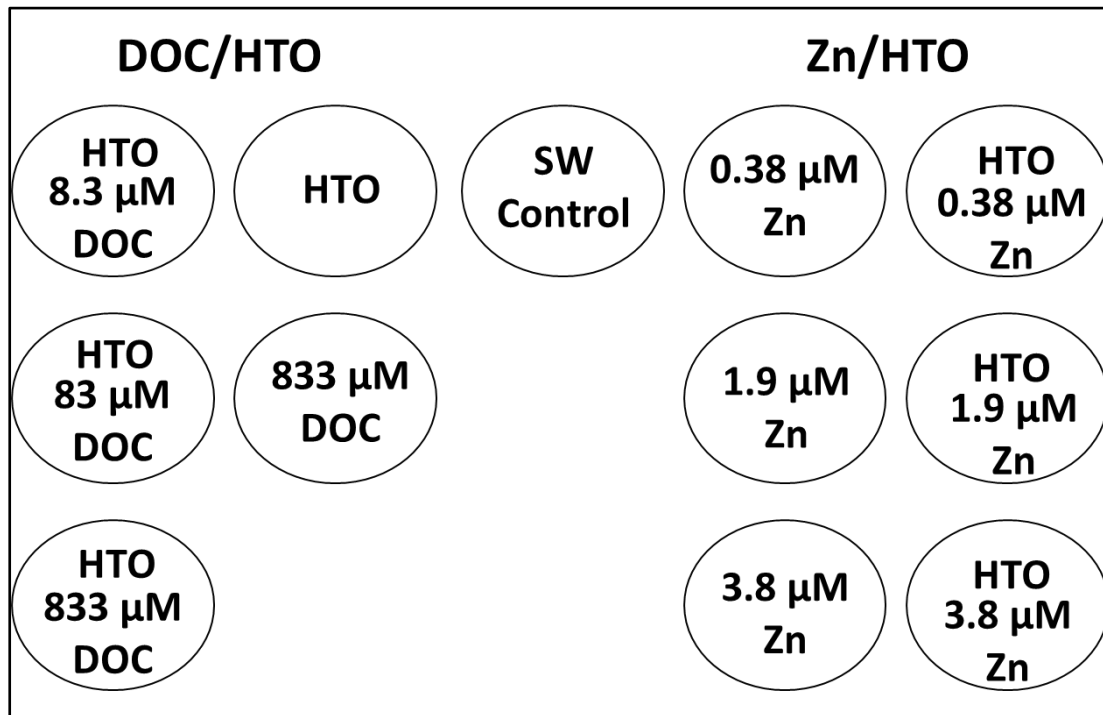 DOC/HTO
Zn/HTO
HTO
8.3 µM
DOC
HTO
SW
Control
0.38 µM
Zn
HTO
0.38 µM
Zn
HTO
83 µM
DOC
833 µM
DOC
1.9 µM
Zn
HTO
1.9 µM
Zn
HTO
833 µM
DOC
3.8 µM
Zn
HTO
3.8 µM
Zn